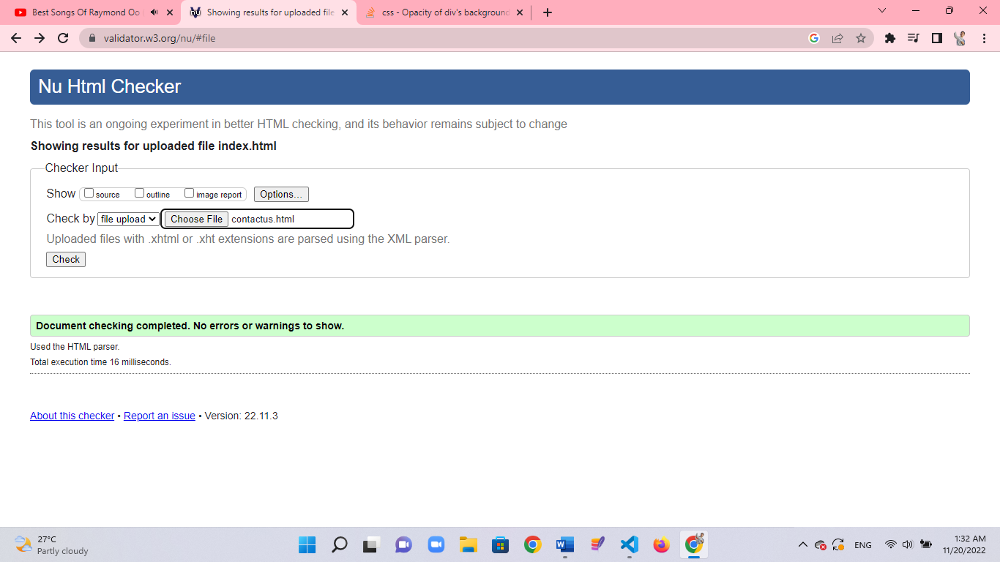 Best Songs Of Raymond Oo
Showing results for uploaded file
css - Opacity of div's background
validator.w3.org/nu/#file
Nu Html Checker
This tool is an ongoing experiment in better HTML checking, and its behavior remains subject to change
Showing results for uploaded file index.html
Checker Input
Show source outline image report Options...
Check by file upload Choose File contactus.html
Uploaded files with .xhtml or .xht extensions are parsed using the XML parser.
Check
Document checking completed. No errors or warnings to show.
Used the HTML parser.
Total execution time 16 milliseconds.
About this checker • Report an issue • Version: 22.11.3
27°C
Partly cloudy
ENG
1:32 AM
11/20/2022